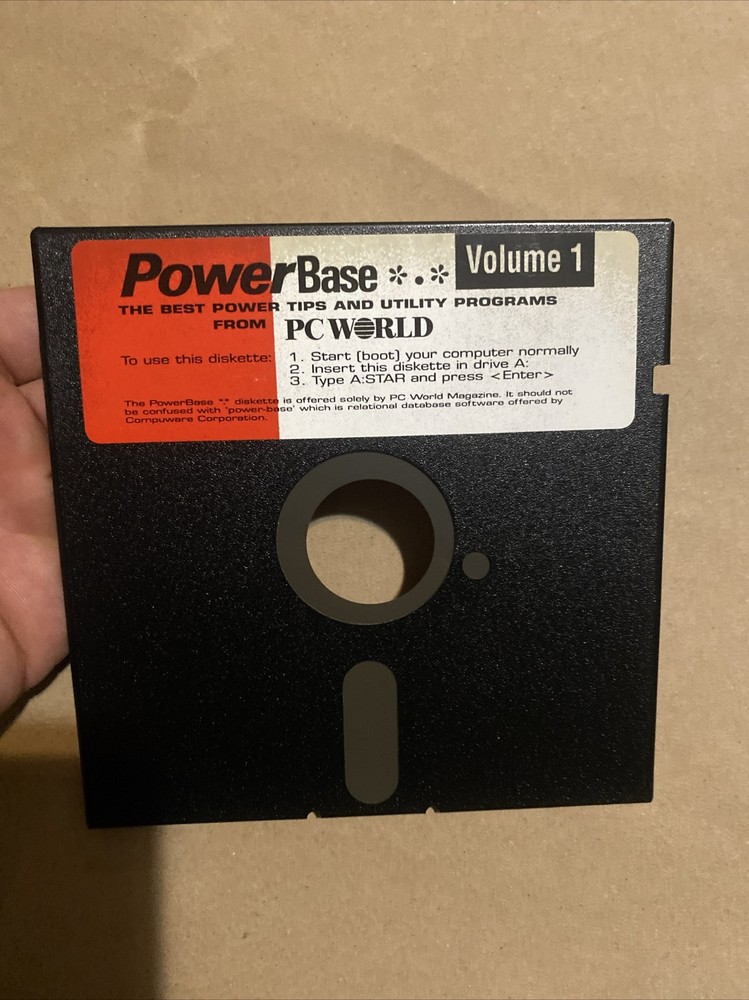 PowerBase *.* Volume 1
THE BEST POWER TIPS AND UTILITY PROGRAMS
FROM PC WORLD
To use this diskette: 1. Start (boot) your computer normally
2. Insert this diskette in drive A:
3. Type A:STAR and press <Enter>
The PowerBase *.* diskette is offered solely by PC World Magazine. It should not
be confused with 'power-base' which is relational database software offered by
Compuware Corporation.